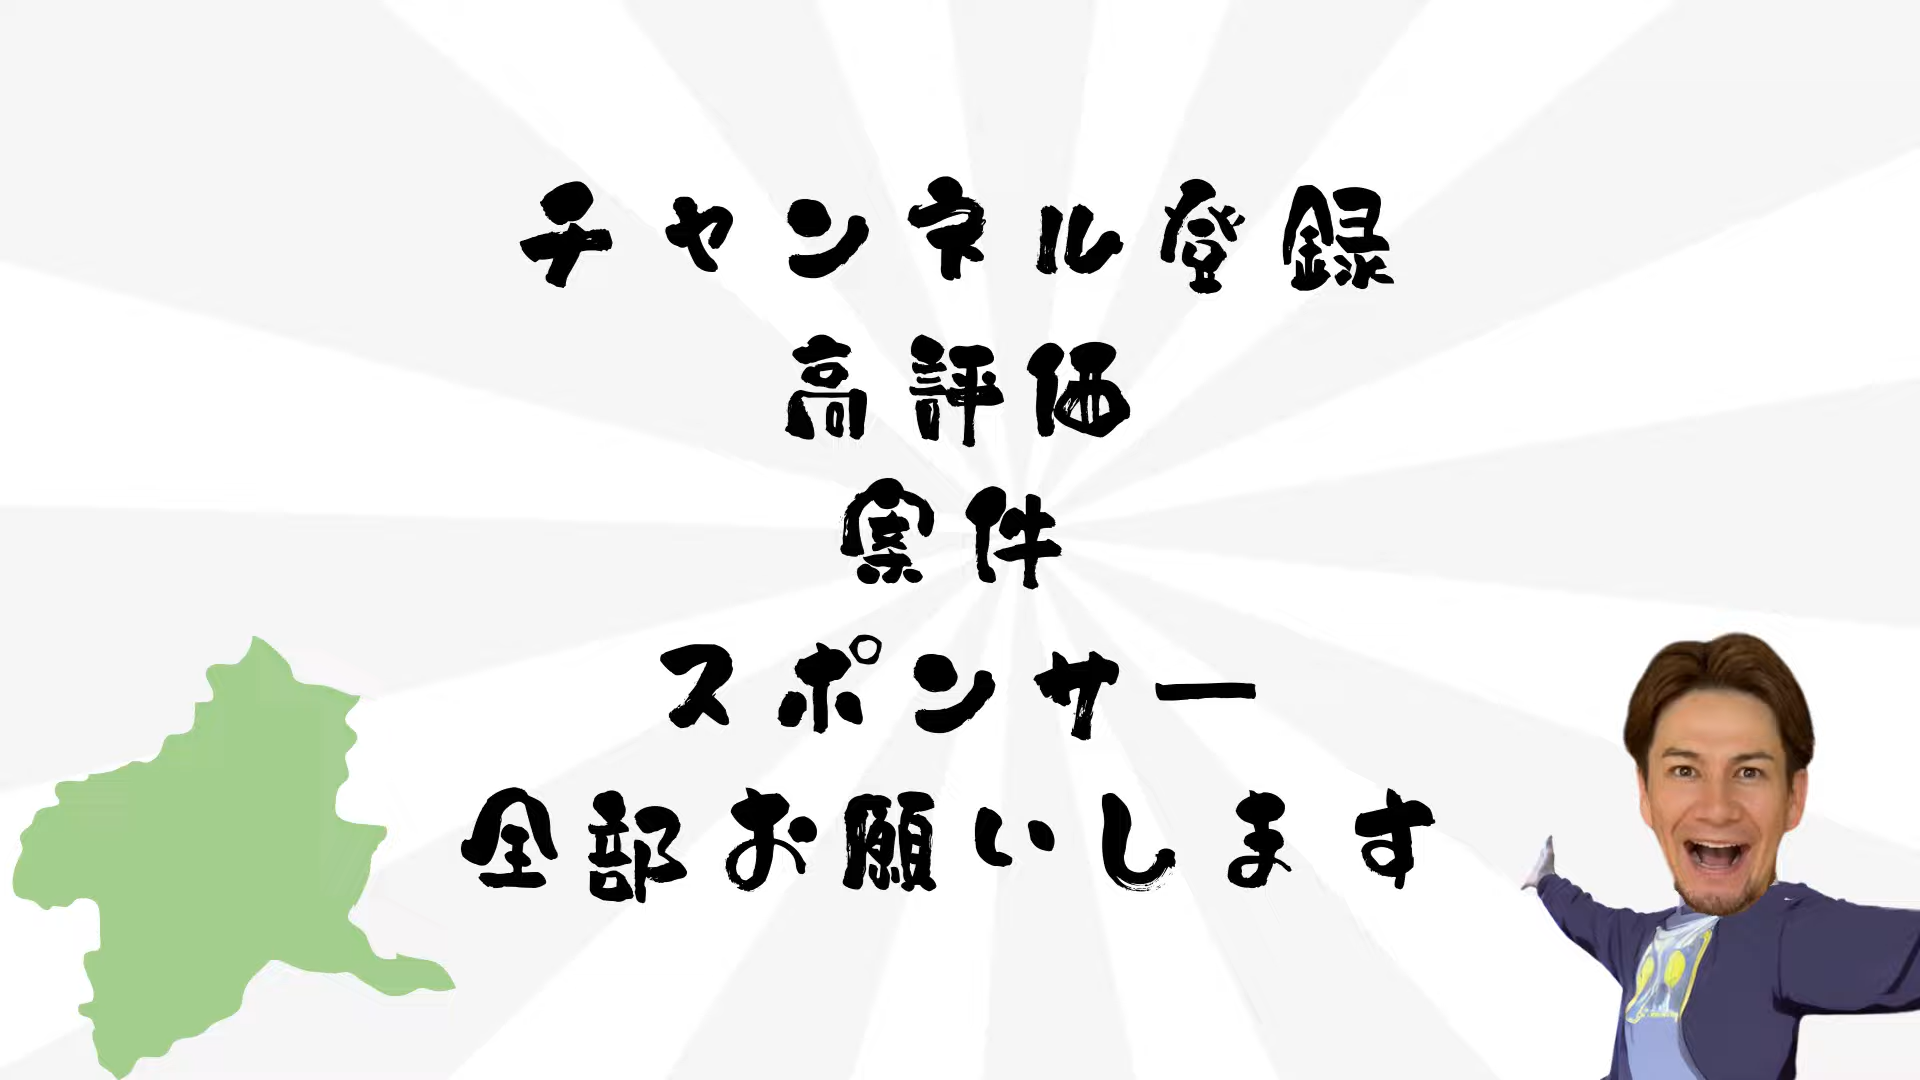 チャンネル登録
高評価
案件
スポンサー
全部お願いします